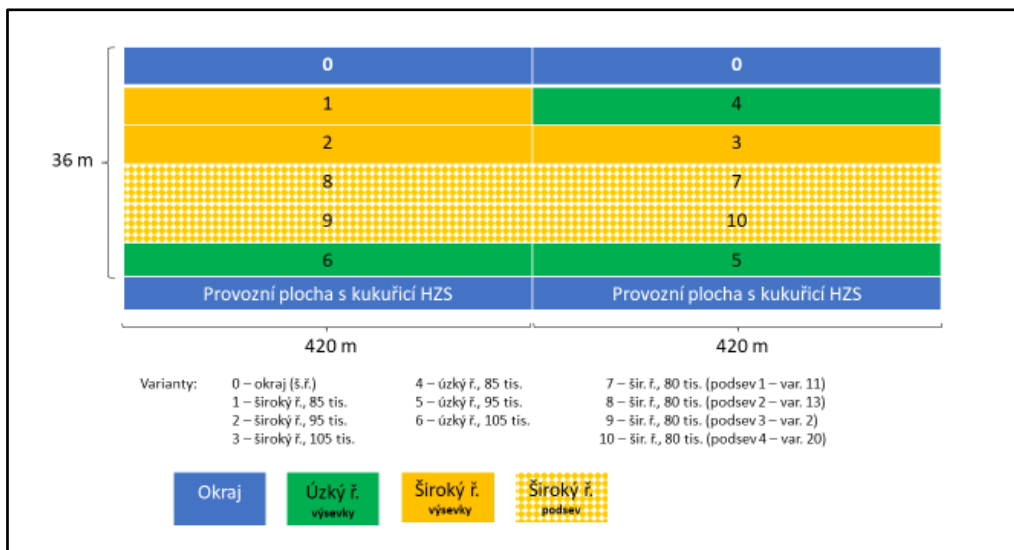 0 0
1 4
2 3
36 m
8 7
9 10
6 5
Provozní plocha s kukuřicí HZS Provozní plocha s kukuřicí HZS
420 m 420 m
Varianty: 0 – okraj (š.ř.) 4 – úzký ř., 85 tis. 7 – šir. ř., 80 tis. (podsev 1 – var. 11)
1 – široký ř., 85 tis. 5 – úzký ř., 95 tis. 8 – šir. ř., 80 tis. (podsev 2 – var. 13)
2 – široký ř., 95 tis. 6 – úzký ř., 105 tis. 9 – šir. ř., 80 tis. (podsev 3 – var. 2)
3 – široký ř., 105 tis. 10 – šir. ř., 80 tis. (podsev 4 – var. 20)
Okraj Úzký ř. Široký ř. Široký ř.
výsevky výsevky podsev